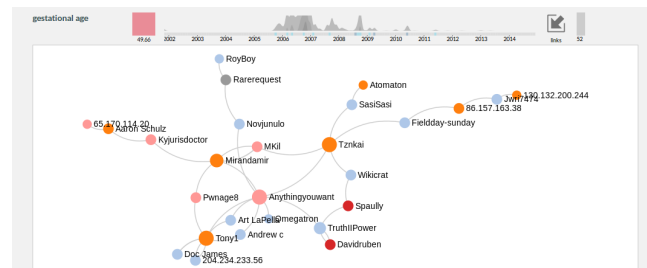 gestational age
49.66
2002
2003
2004
2005
2006
2007
2008
2009
2010
2011
2012
2013
2014
links
52
RoyBoy
Rarerequest
Atomaton
SasiSasi
130.132.200.244
Jwri7474
86.157.163.38
65.170.114.20
Aaron Schulz
Novjunulo
Fieldday-sunday
Kyjurisdoctor
MKil
Tznkai
Mirandamir
Wikicrat
Pwnage8
Anythingyouwant
Spaully
Art LaPella
Omegatron
TruthIIPower
Andrew c
Tony1
Davidruben
Doc James
204.234.233.56